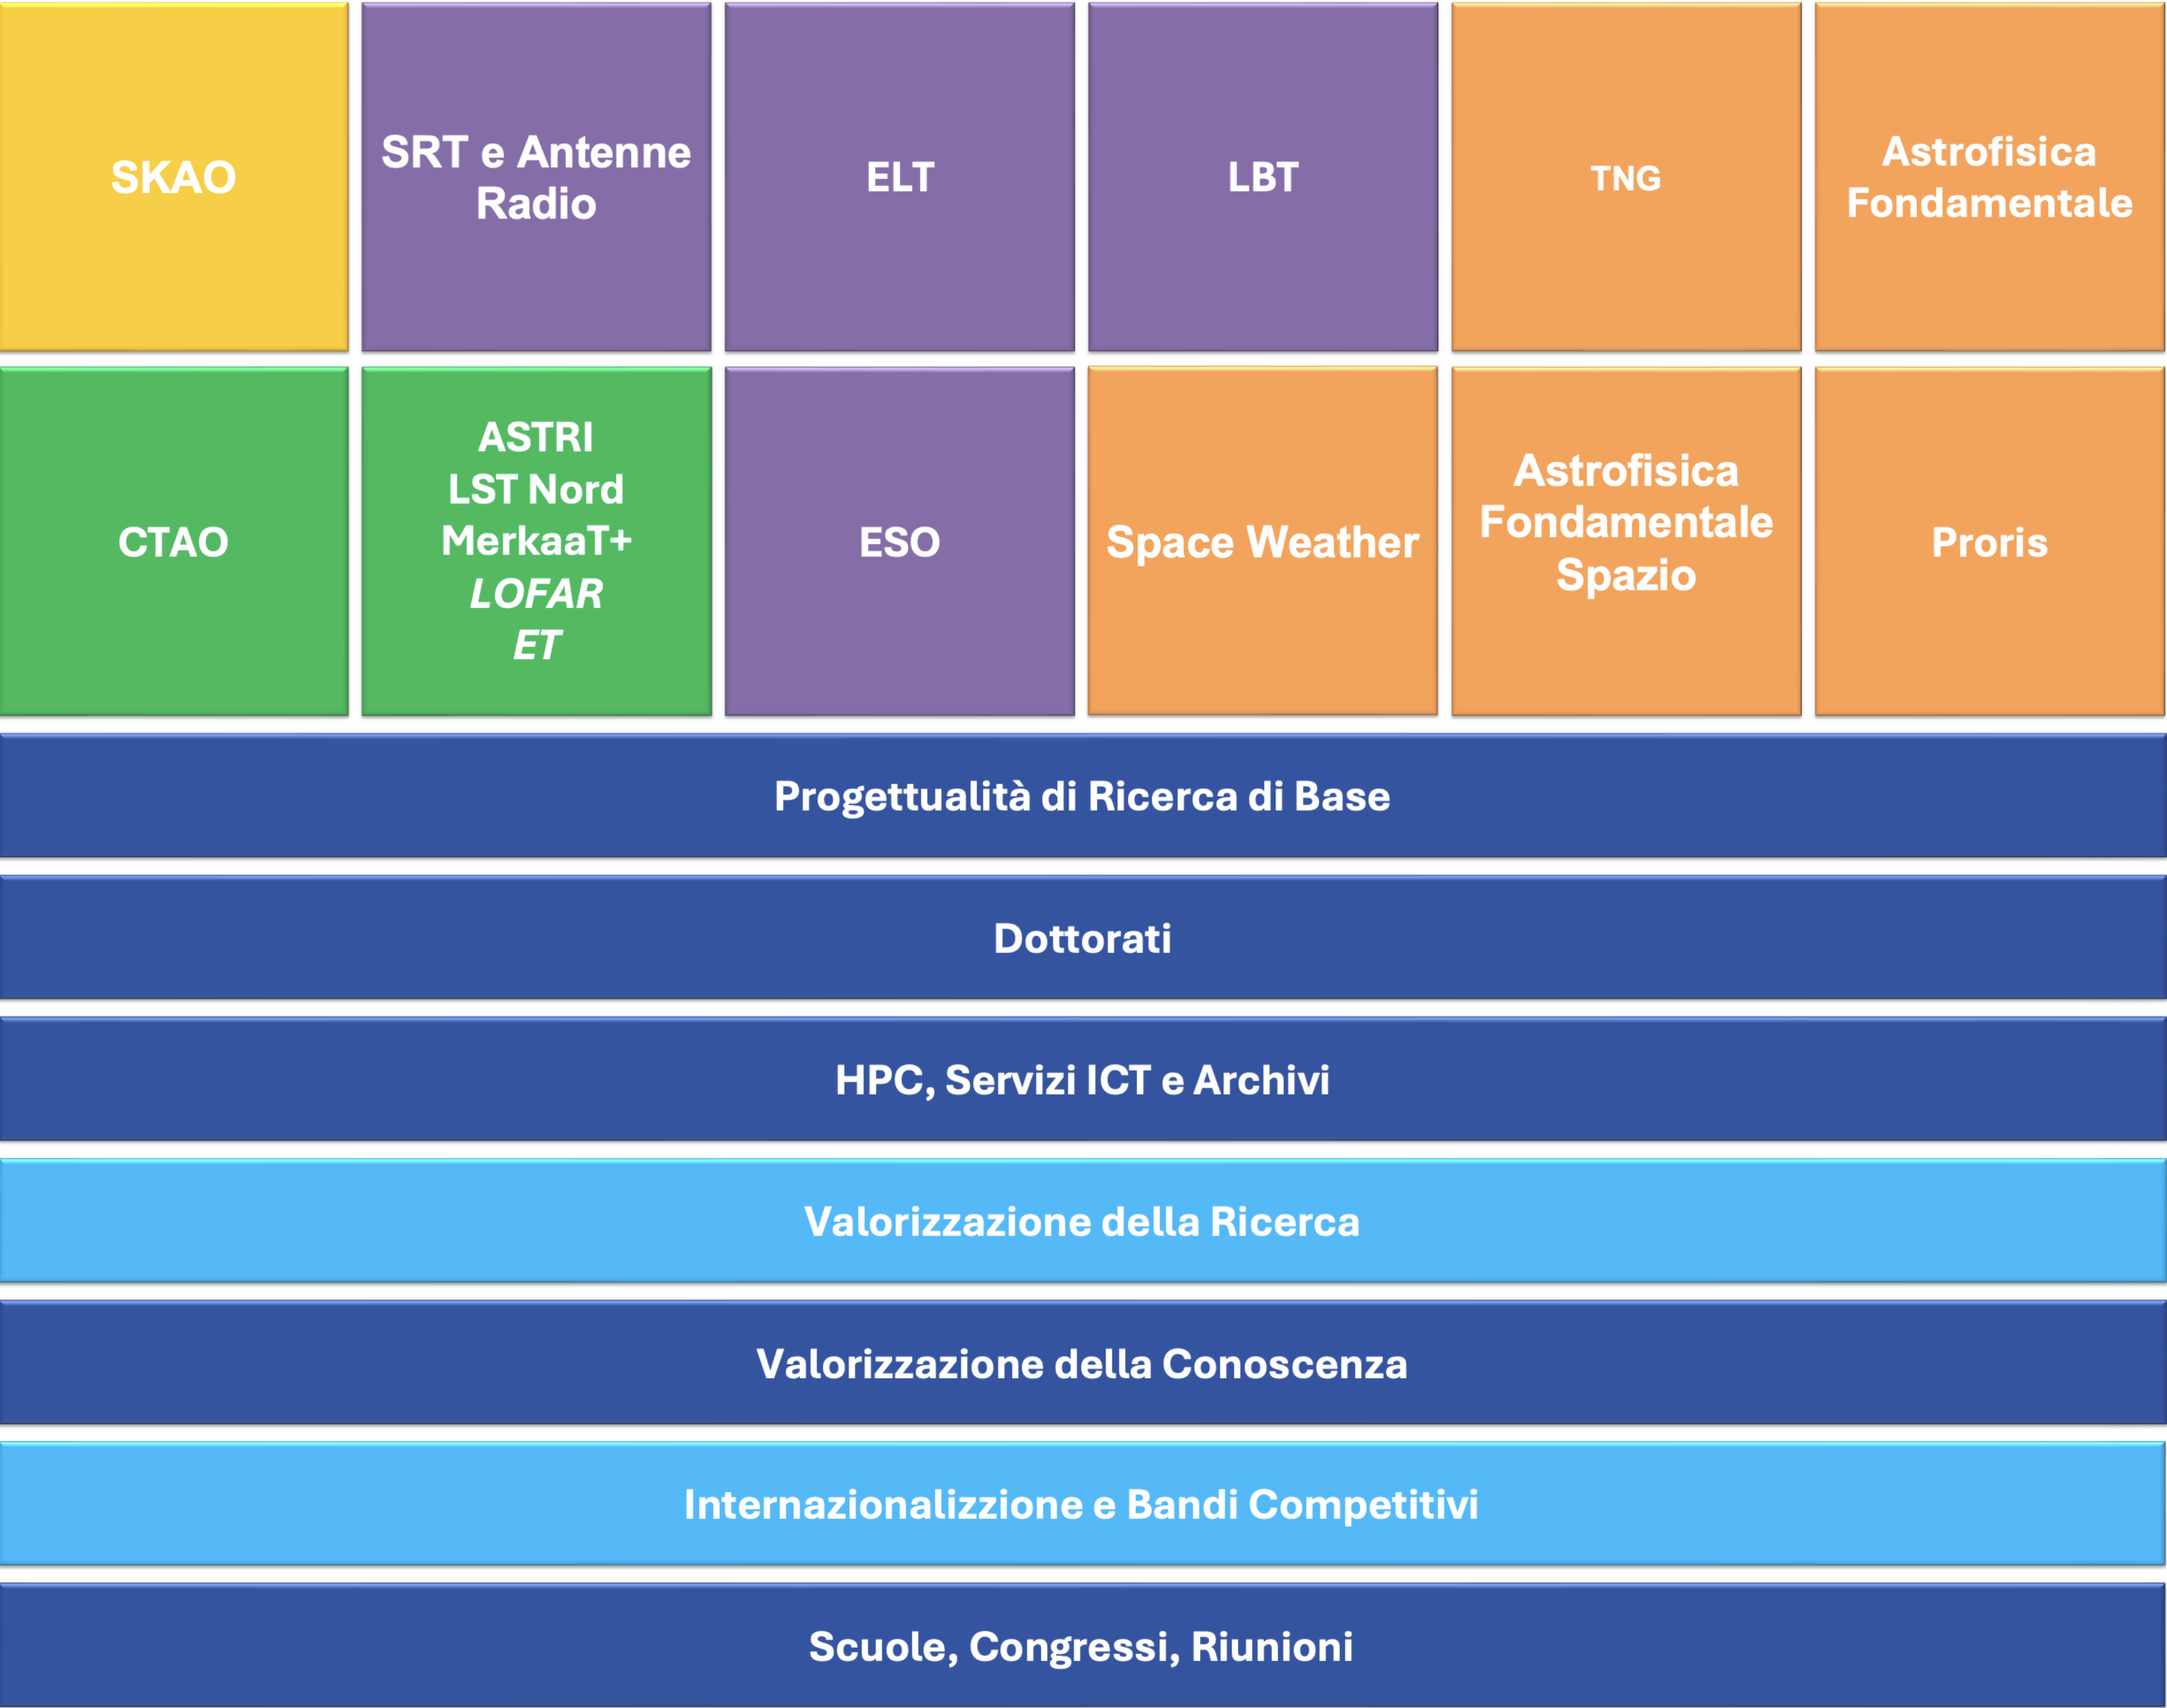 SKAO
SRT e Antenne
Radio
ELT
LBT
TNG
Astrofisica
Fondamentale
CTAO
ASTRI
LST Nord
MerkaaT+
LOFAR
ET
ESO
Space Weather
Astrofisica
Fondamentale
Spazio
Proris
Progettualità di Ricerca di Base
Dottorati
HPC, Servizi ICT e Archivi
Valorizzazione della Ricerca
Valorizzazione della Conoscenza
Internazionalizzione e Bandi Competitivi
Scuole, Congressi, Riunioni